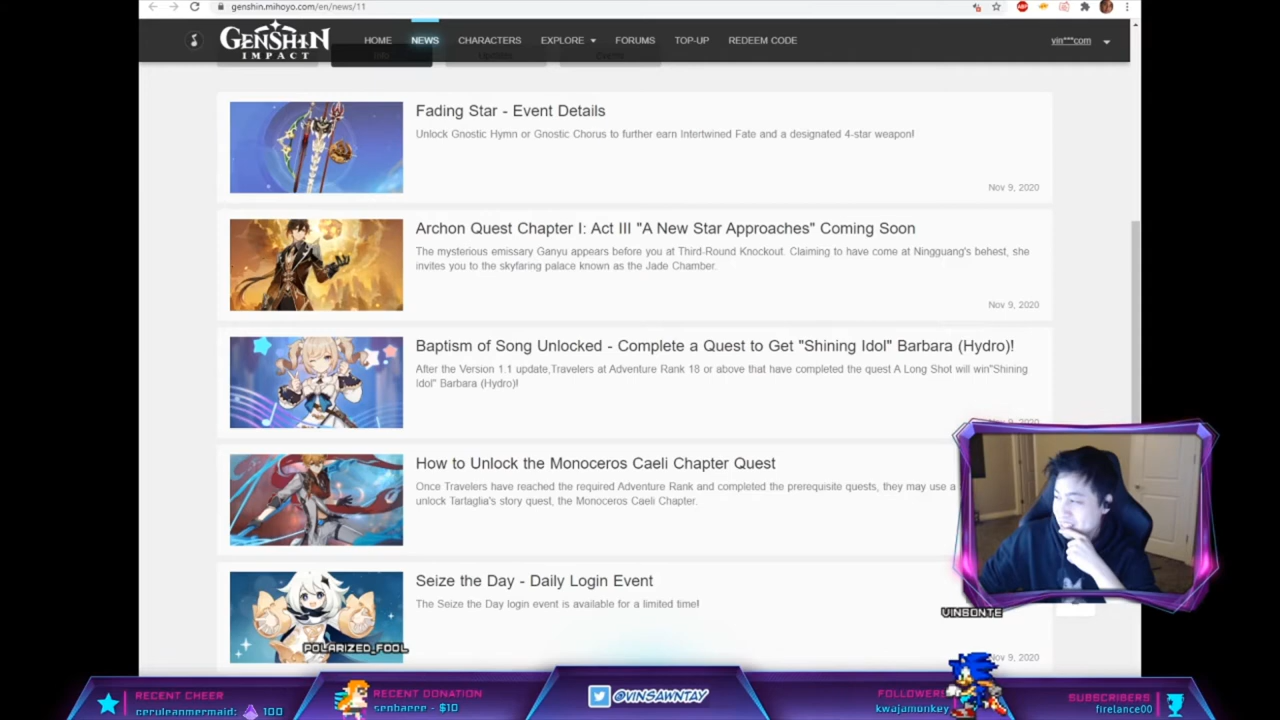 genshin.mihoyo.com/en/news/11
GENSHIN
IMPACT
HOME NEWS CHARACTERS EXPLORE FORUMS TOP-UP REDEEM CODE
vin***com
Fading Star - Event Details
Unlock Gnostic Hymn or Gnostic Chorus to further earn Intertwined Fate and a designated 4-star weapon!
Nov 9, 2020
Archon Quest Chapter I: Act III "A New Star Approaches" Coming Soon
The mysterious emissary Ganyu appears before you at Third-Round Knockout. Claiming to have come at Ningguang's behest, she
invites you to the skyfaring palace known as the Jade Chamber.
Nov 9, 2020
Baptism of Song Unlocked - Complete a Quest to Get "Shining Idol" Barbara (Hydro)!
After the Version 1.1 update,Travelers at Adventure Rank 18 or above that have completed the quest A Long Shot will win"Shining
Idol" Barbara (Hydro)!
How to Unlock the Monoceros Caeli Chapter Quest
Once Travelers have reached the required Adventure Rank and completed the prerequisite quests, they may use a
unlock Tartaglia's story quest, the Monoceros Caeli Chapter.
Seize the Day - Daily Login Event
The Seize the Day login event is available for a limited time!
9, 2020
VINSONTE
POLARIZED_FOOL
RECENT CHEER
ceruleanmermaid: 100
RECENT DONATION
- $10
@VINSAWNTAY
FOLLOWER
kwajamonkey
SUBSCRIBERS
firelance00